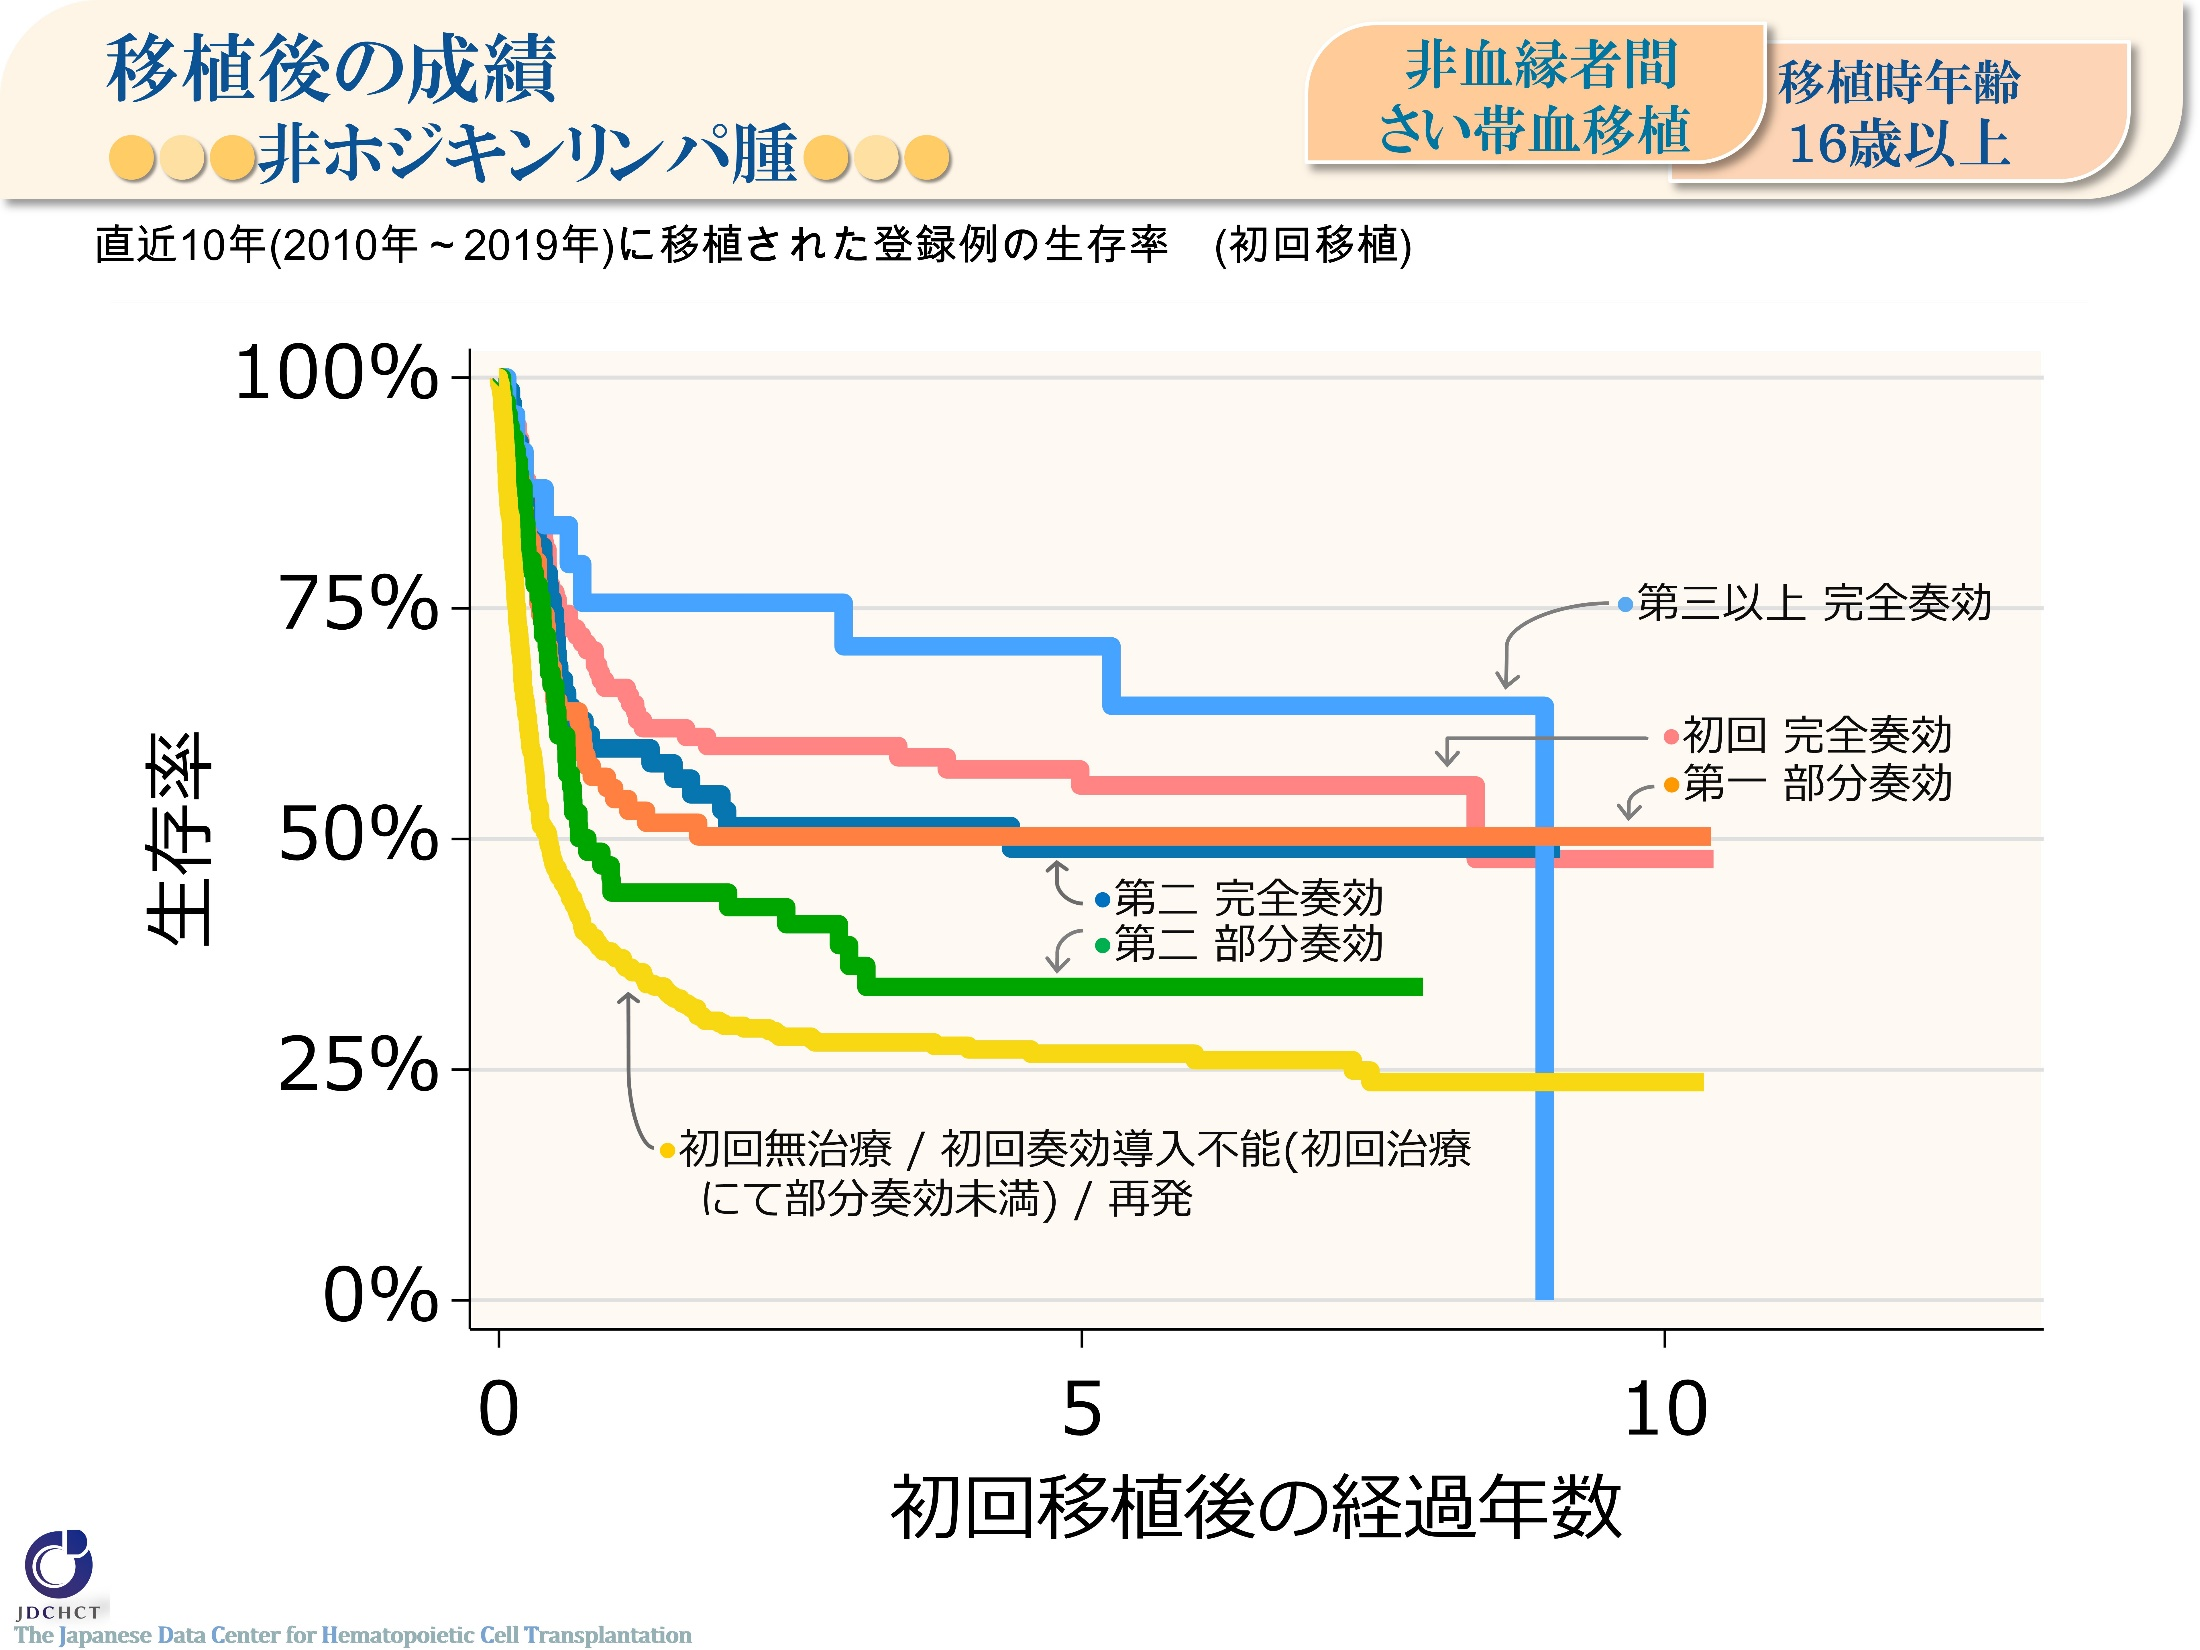 移植後の成績
非ホジキンリンパ腫
非血縁者間
さい帯血移植
移植時年齢
16歳以上
直近10年(2010年～2019年)に移植された登録例の生存率　(初回移植)
生存率
100%
75%
50%
25%
0%
第三以上 完全奏効
初回 完全奏効
第一 部分奏効
第二 完全奏効
第二 部分奏効
初回無治療 / 初回奏効導入不能(初回治療
にて部分奏効未満) / 再発
0 5 10
初回移植後の経過年数
JDCHCT
The Japanese Data Center for Hematopoietic Cell Transplantation